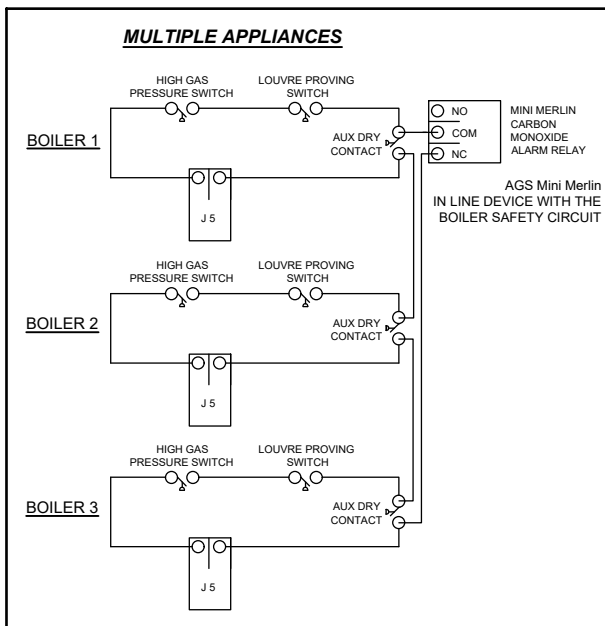 MULTIPLE APPLIANCES
HIGH GAS
PRESSURE SWITCH
LOUVRE PROVING
SWITCH
BOILER 1
AUX DRY
CONTACT
J 5
NO
COM
NC
MINI MERLIN
CARBON
MONOXIDE
ALARM RELAY
AGS Mini Merlin
IN LINE DEVICE WITH THE
BOILER SAFETY CIRCUIT
HIGH GAS
PRESSURE SWITCH
LOUVRE PROVING
SWITCH
BOILER 2
AUX DRY
CONTACT
J 5
HIGH GAS
PRESSURE SWITCH
LOUVRE PROVING
SWITCH
BOILER 3
AUX DRY
CONTACT
J 5